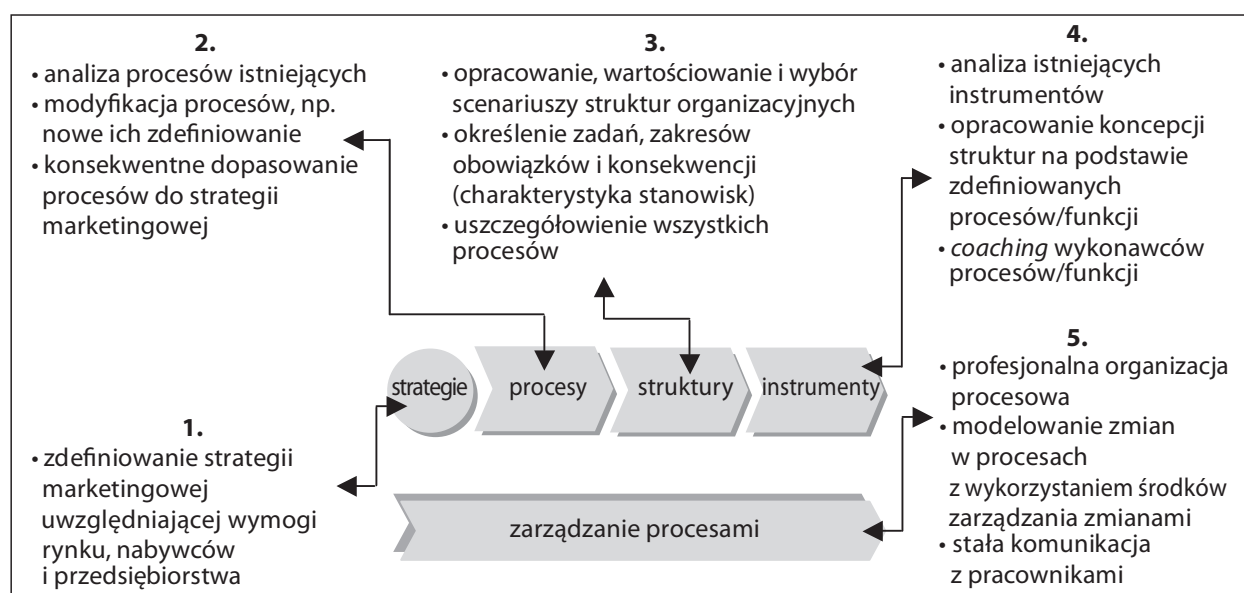 2.
• analiza procesów istniejących
• modyfikacja procesów, np.
nowe ich zdefiniowanie
• konsekwentne dopasowanie
procesów do strategii
marketingowej
3.
• opracowanie, wartościowanie i wybór
scenariuszy struktur organizacyjnych
• określenie zadań, zakresów
obowiązków i konsekwencji
(charakterystyka stanowisk)
• uszczegółowienie wszystkich
procesów
4.
• analiza istniejących
instrumentów
• opracowanie koncepcji
struktur na podstawie
zdefiniowanych
procesów/funkcji
• coaching wykonawców
procesów/funkcji
strategie
procesy
struktury
instrumenty
1.
• zdefiniowanie strategii
marketingowej
uwzględniającej wymogi
rynku, nabywców
i przedsiębiorstwa
zarządzanie procesami
5.
• profesjonalna organizacja
procesowa
• modelowanie zmian
w procesach
z wykorzystaniem środków
zarządzania zmianami
• stała komunikacja
z pracownikami